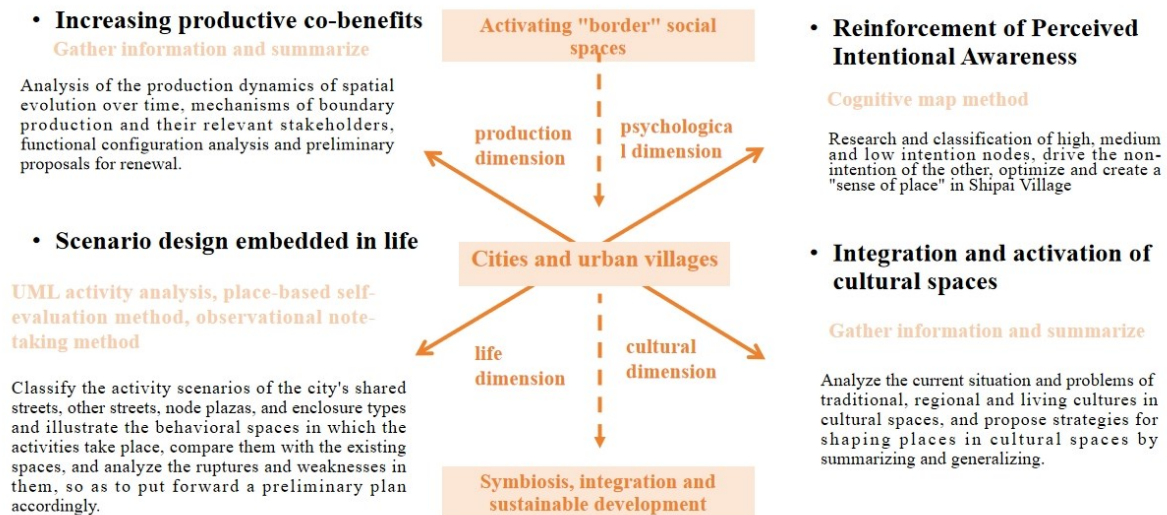 • Increasing productive co-benefits
Gather information and summarize
Analysis of the production dynamics of spatial
evolution over time, mechanisms of boundary
production and their relevant stakeholders,
functional configuration analysis and preliminary
proposals for renewal.
• Scenario design embedded in life
UML activity analysis, place-based self-
evaluation method, observational note-
taking method
Classify the activity scenarios of the city's shared
streets, other streets, node plazas, and enclosure types
and illustrate the behavioral spaces in which the
activities take place, compare them with the existing
spaces, and analyze the ruptures and weaknesses in
them, so as to put forward a preliminary plan
accordingly.
Activating "border" social
spaces
production
dimension
psychologica
l dimension
Cities and urban villages
life
dimension
cultural
dimension
Symbiosis, integration and
sustainable development
• Reinforcement of Perceived
Intentional Awareness
Cognitive map method
Research and classification of high, medium
and low intention nodes, drive the non-
intention of the other, optimize and create a
"sense of place" in Shipai Village
• Integration and activation of
cultural spaces
Gather information and summarize
Analyze the current situation and problems of
traditional, regional and living cultures in
cultural spaces, and propose strategies for
shaping places in cultural spaces by
summarizing and generalizing.